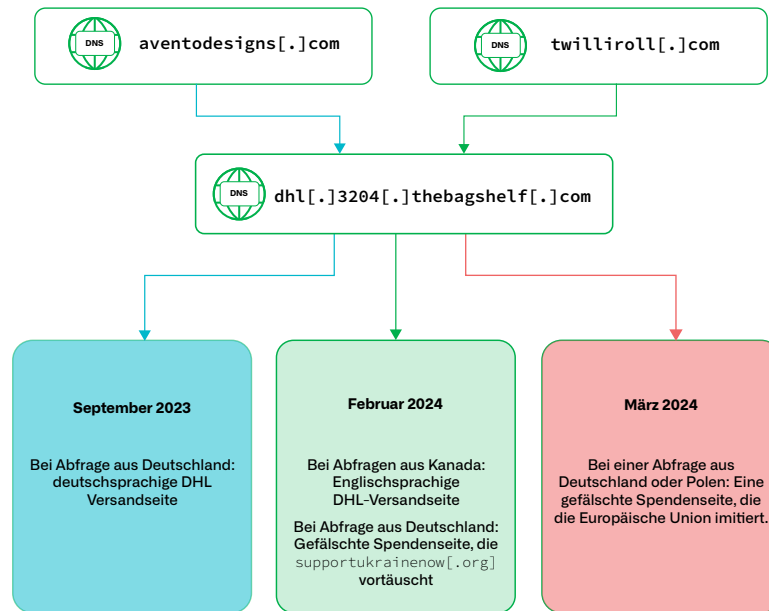 DNS
aventodesigns[.]com
DNS
twilliroll[.]com
DNS
dhl[.]3204[.]thebagshelf[.]com
September 2023
Bei Abfrage aus Deutschland:
deutschsprachige DHL
Versandseite
Februar 2024
Bei Abfragen aus Kanada:
Englischsprachige
DHL-Versandseite
Bei Abfrage aus Deutschland:
Gefälschte Spendenseite, die
supportukrainenow[.org]
vortäuscht
März 2024
Bei einer Abfrage aus
Deutschland oder Polen: Eine
gefälschte Spendenseite, die
die Europäische Union imitiert.